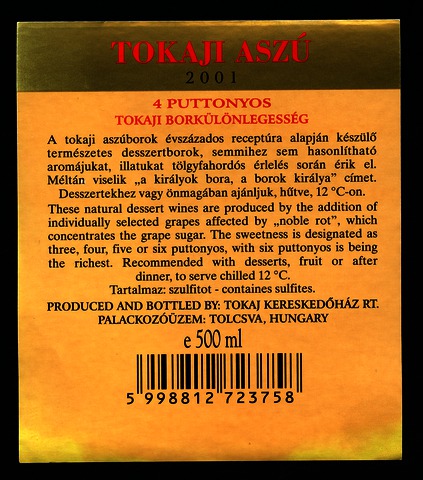 TOKAJI ASZÚ
2001
4 PUTTONYOS
TOKAJI BORKÜLÖNLEGESSÉG
A tokaji aszúborok évszázados receptúra alapján készülő
természetes desszertborok, semmihez sem hasonlítható
aromájukat, illatukat tölgyfahordós érlelés során érik el.
Méltán viselik „a királyok bora, a borok királya" címet.
Desszertekhez vagy önmagában ajánljuk, hűtve, 12 °C-on.
These natural dessert wines are produced by the addition of
individually selected grapes affected by „noble rot", which
concentrates the grape sugar. The sweetness is designated as
three, four, five or six puttonyos, with six puttonyos is being
the richest. Recommended with desserts, fruit or after
dinner, to serve chilled 12 °C.
Tartalmaz: szulfitot - containes sulfites.
PRODUCED AND BOTTLED BY: TOKAJ KERESKEDŐHÁZ RT.
PALACKOZÓÜZEM: TOLCSVA, HUNGARY
e 500 ml
5 998812 723758